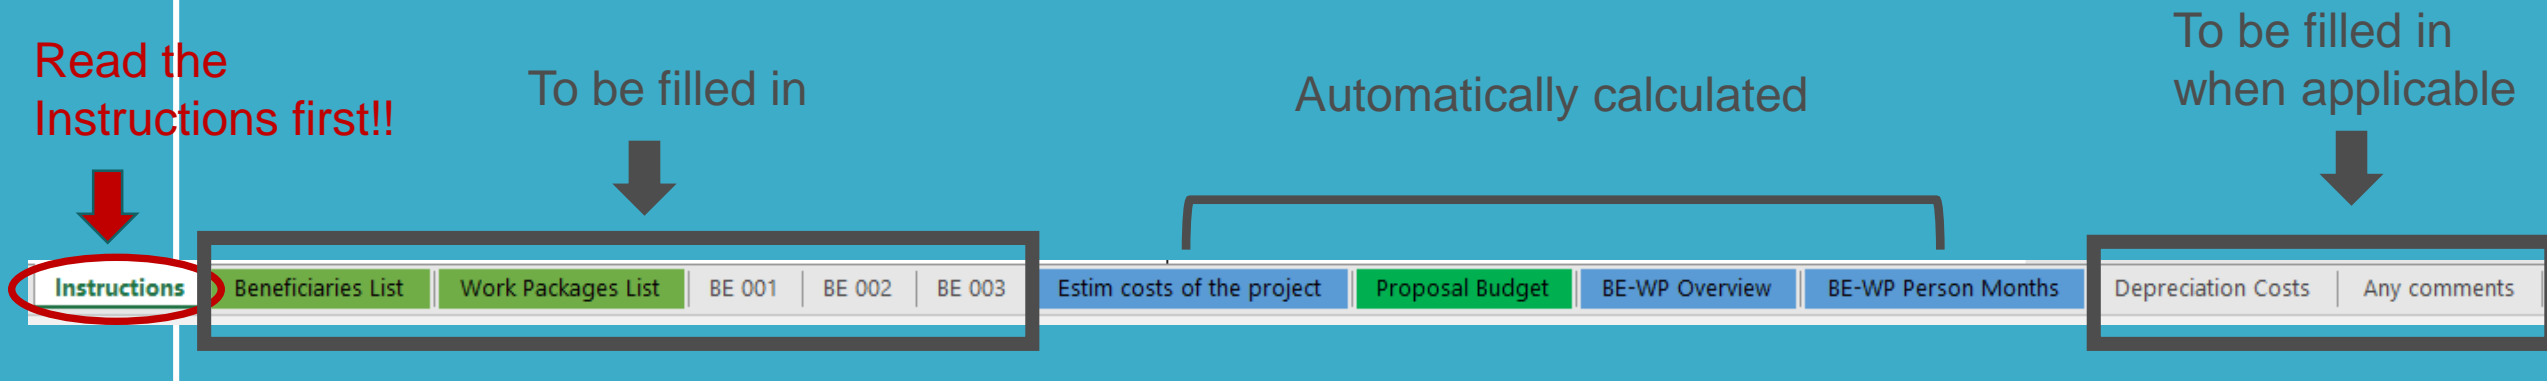 Read the
Instructions first!!
To be filled in
Automatically calculated
To be filled in
when applicable
Instructions Beneficiaries List Work Packages List BE 001 BE 002 BE 003 Estim costs of the project Proposal Budget BE-WP Overview BE-WP Person Months Depreciation Costs Any comments